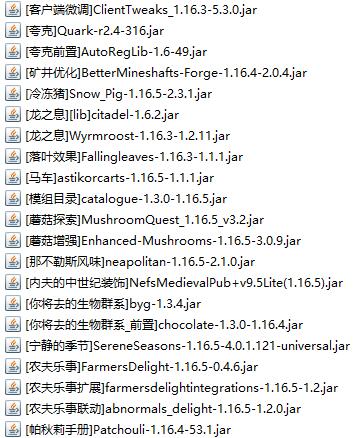 [客户端微调]ClientTweaks_1.16.3-5.3.0.jar
[夸克]Quark-r2.4-316.jar
[夸克前置]AutoRegLib-1.6-49.jar
[矿井优化]BetterMineshafts-Forge-1.16.4-2.0.4.jar
[冷冻猪]Snow_Pig-1.16.5-2.3.1.jar
[龙之息][lib]citadel-1.6.2.jar
[龙之息]Wyrmroost-1.16.3-1.2.11.jar
[落叶效果]Fallingleaves-1.16.3-1.1.1.jar
[马车]astikorcarts-1.16.5-1.1.1.jar
[模组目录]catalogue-1.3.0-1.16.5.jar
[蘑菇探索]MushroomQuest_1.16.5_v3.2.jar
[蘑菇增强]Enhanced-Mushrooms-1.16.5-3.0.9.jar
[那不勒斯风味]neapolitan-1.16.5-2.1.0.jar
[内夫的中世纪装饰]NefsMedievalPub+v9.5Lite(1.16.5).jar
[你将去的生物群系]byg-1.3.4.jar
[你将去的生物群系_前置]chocolate-1.3.0-1.16.4.jar
[宁静的季节]SereneSeasons-1.16.5-4.0.1.121-universal.jar
[农夫乐事]FarmersDelight-1.16.5-0.4.6.jar
[农夫乐事扩展]farmersdelightintegrations-1.16.5-1.2.jar
[农夫乐事联动]abnormals_delight-1.16.5-1.2.0.jar
[帕秋莉手册]Patchouli-1.16.4-53.1.jar